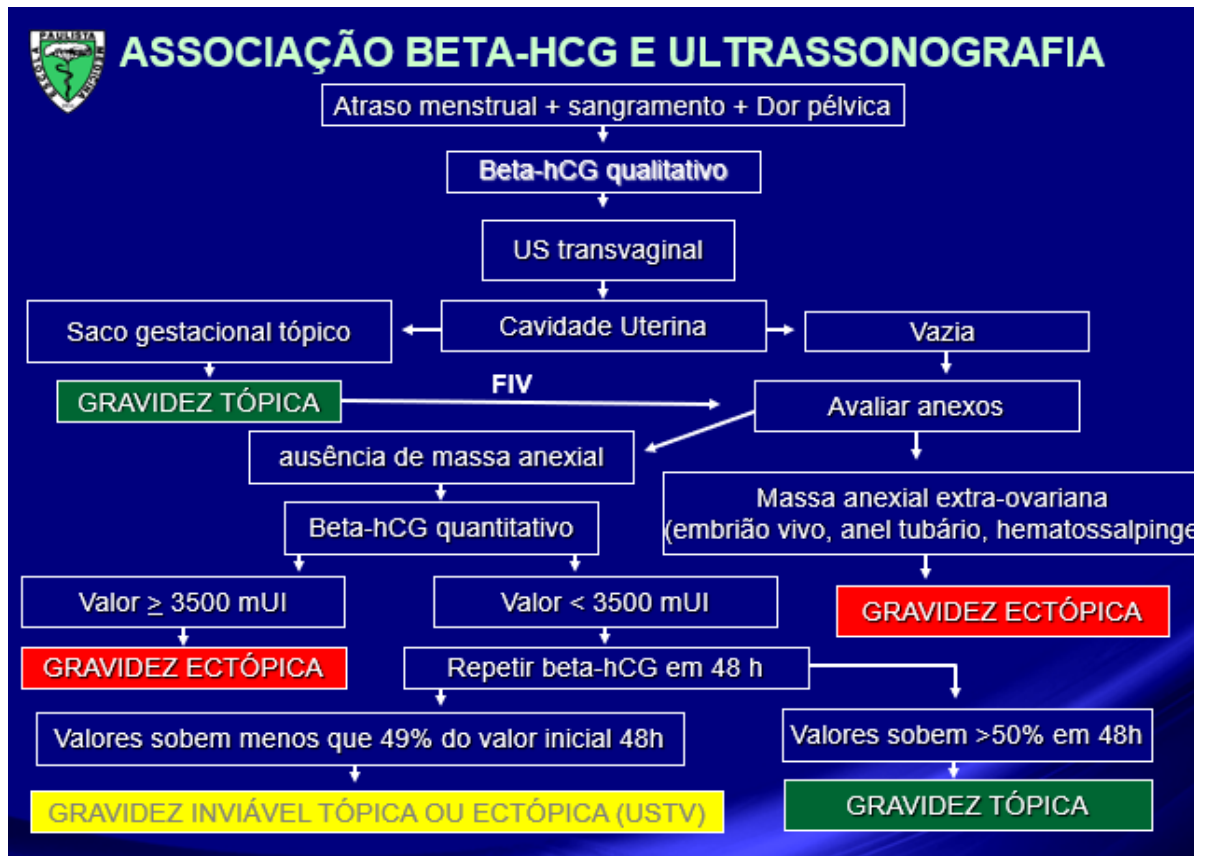 PAULISTA
ASSOCIAÇÃO BETA-HCG E ULTRASSONOGRAFIA
Atraso menstrual + sangramento + Dor pélvica
Beta-hCG qualitativo
US transvaginal
Saco gestacional tópico
Cavidade Uterina
Vazia
GRAVIDEZ TÓPICA
FIV
Avaliar anexos
ausência de massa anexial
Massa anexial extra-ovariana
(embrião vivo, anel tubário, hematossalpinge
Beta-hCG quantitativo
Valor ≥ 3500 mUI
Valor < 3500 mUI
GRAVIDEZ ECTÓPICA
GRAVIDEZ ECTÓPICA
Repetir beta-hCG em 48 h
Valores sobem menos que 49% do valor inicial 48h
Valores sobem >50% em 48h
GRAVIDEZ INVIÁVEL TÓPICA OU ECTÓPICA (USTV)
GRAVIDEZ TÓPICA